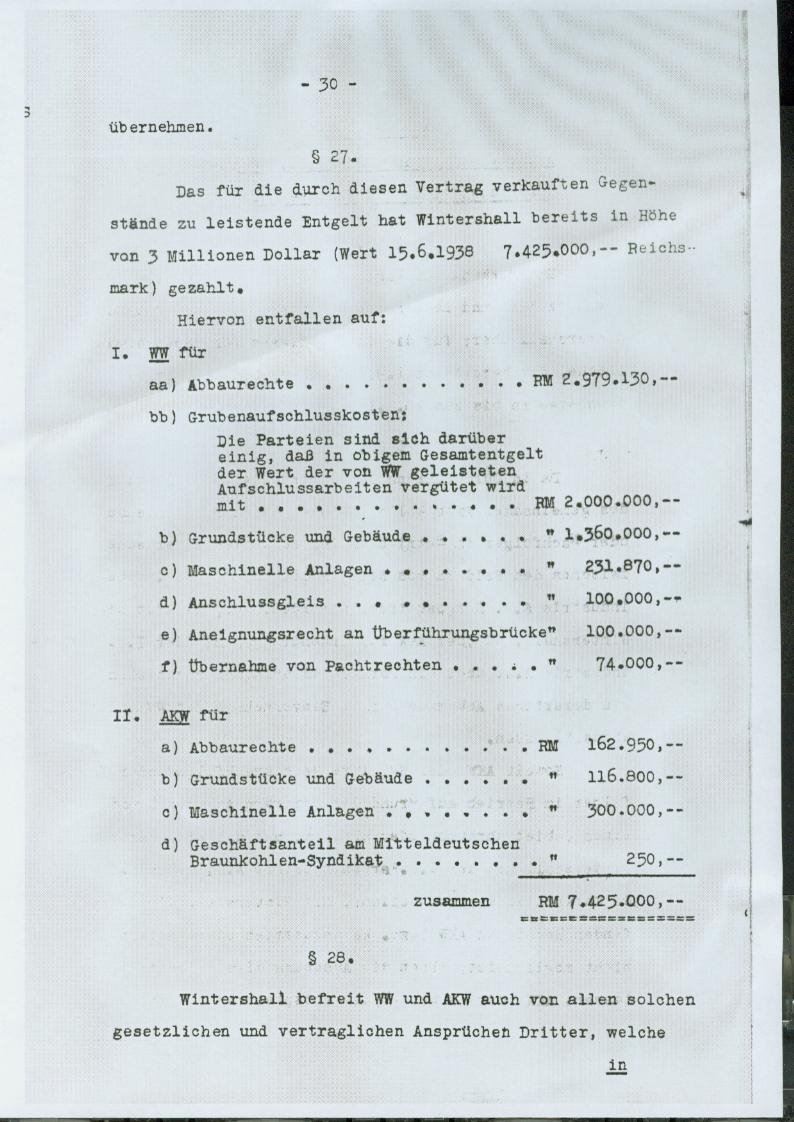 - 30 -
übernehmen.
§ 27.
Das für die durch diesen Vertrag verkauften Gegen-
stände zu leistende Entgelt hat Wintershall bereits in Höhe
von 3 Millionen Dollar (Wert 15.6.1938 7.425.000,-- Reichs-
mark) gezahlt.
Hiervon entfallen auf:
I. WW für
aa) Abbaurechte . . . . . . . . . . . . RM 2.979.130,--
bb) Grubenaufschlusskosten:
Die Parteien sind sich darüber
einig, daß in obigem Gesamtentgelt
der Wert der von WW geleisteten
Aufschlussarbeiten vergütet wird
mit . . . . . . . . . . . . . . RM 2.000.000,--
b) Grundstücke und Gebäude . . . . . . " 1.360.000,--
c) Maschinelle Anlagen . . . . . . . . " 231.870,--
d) Anschlussgleis . . . . . . . . . . " 100.000,--
e) Aneignungsrecht an Überführungsbrücke" 100.000,--
f) Übernahme von Pachtrechten . . . . . " 74.000,--
II. AKW für
a) Abbaurechte . . . . . . . . . . . . RM 162.950,--
b) Grundstücke und Gebäude . . . . . . " 116.800,--
c) Maschinelle Anlagen . . . . . . . . " 300.000,--
d) Geschäftsanteil am Mitteldeutschen
Braunkohlen-Syndikat . . . . . . . . " 250,--
zusammen RM 7.425.000,--
§ 28.
Wintershall befreit WW und AKW auch von allen solchen
gesetzlichen und vertraglichen Ansprüchen Dritter, welche
in